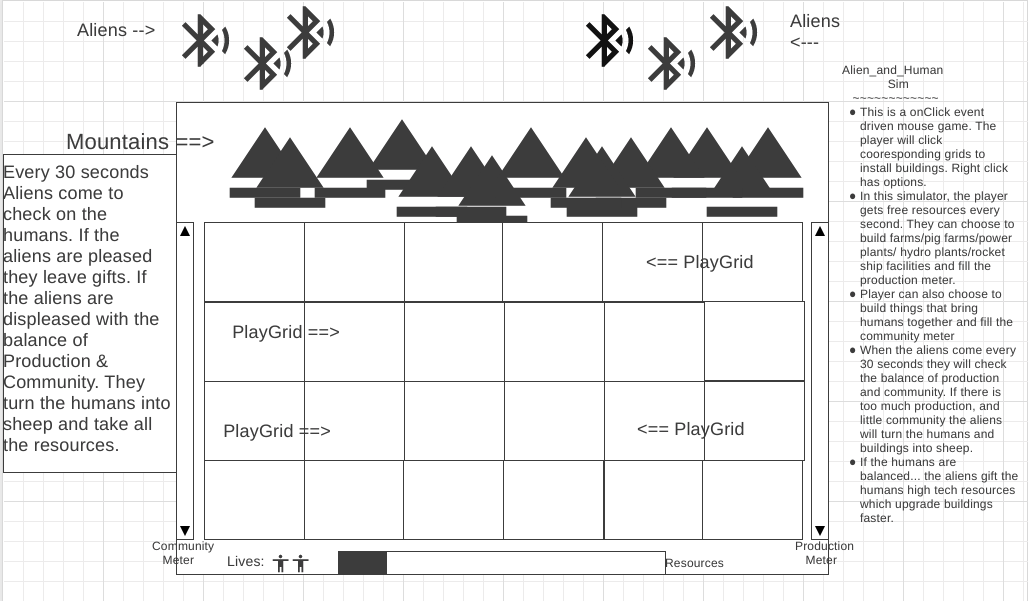 Aliens -->
Aliens
<---
Alien_and_Human
Sim
~~~~~~~~~~~~
Mountains ==>
Every 30 seconds
Aliens come to
check on the
humans. If the
aliens are pleased
they leave gifts. If
the aliens are
displeased with the
balance of
Production &
Community. They
turn the humans into
sheep and take all
the resources.
● This is a onClick event
driven mouse game. The
player will click
cooresponding grids to
install buildings. Right click
has options.
● In this simulator, the player
gets free resources every
second. They can choose to
build farms/pig farms/power
plants/ hydro plants/rocket
ship facilities and fill the
production meter.
● Player can also choose to
build things that bring
humans together and fill the
community meter
● When the aliens come every
30 seconds they will check
the balance of production
and community. If there is
too much production, and
little community the aliens
will turn the humans and
buildings into sheep.
● If the humans are
balanced... the aliens gift the
humans high tech resources
which upgrade buildings
faster.
<== PlayGrid
PlayGrid ==>
PlayGrid ==>
<== PlayGrid
Community
Meter
Lives:
Resources
Production
Meter